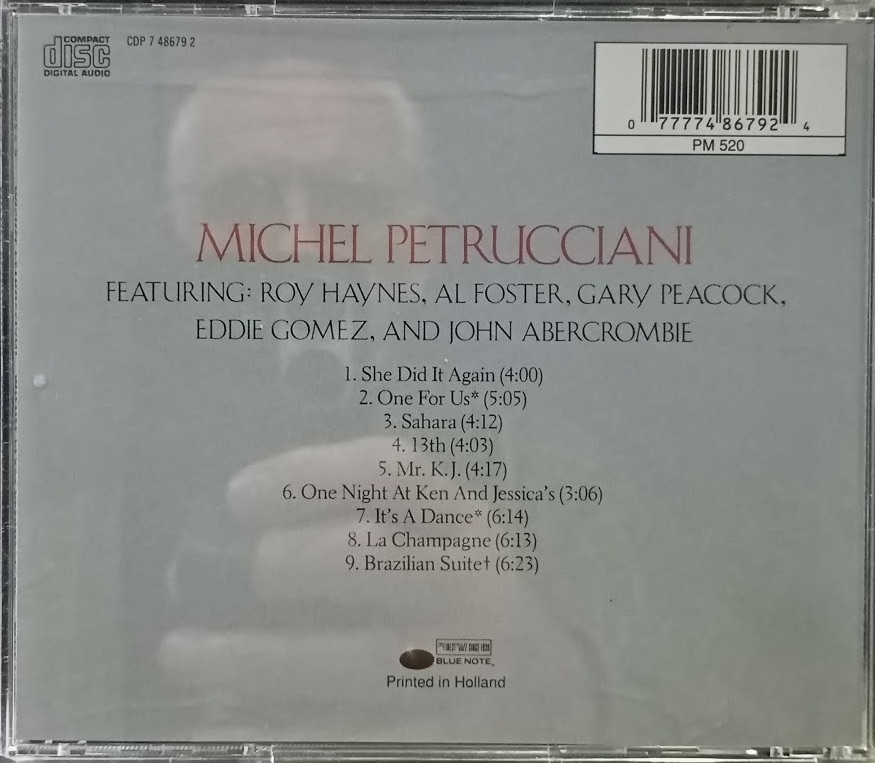 COMPACT
disc
DIGITAL AUDIO
CDP 7 48679 2
0 77774 86792 4
PM 520
MICHEL PETRUCCIANI
FEATURING: ROY HAYNES, AL FOSTER, GARY PEACOCK,
EDDIE GOMEZ, AND JOHN ABERCROMBIE
1. She Did It Again (4:00)
2. One For Us* (5:05)
3. Sahara (4:12)
4. 13th (4:03)
5. Mr. K.J. (4:17)
6. One Night At Ken And Jessica's (3:06)
7. It's A Dance* (6:14)
8. La Champagne (6:13)
9. Brazilian Suite† (6:23)
BLUE NOTE.
Printed in Holland